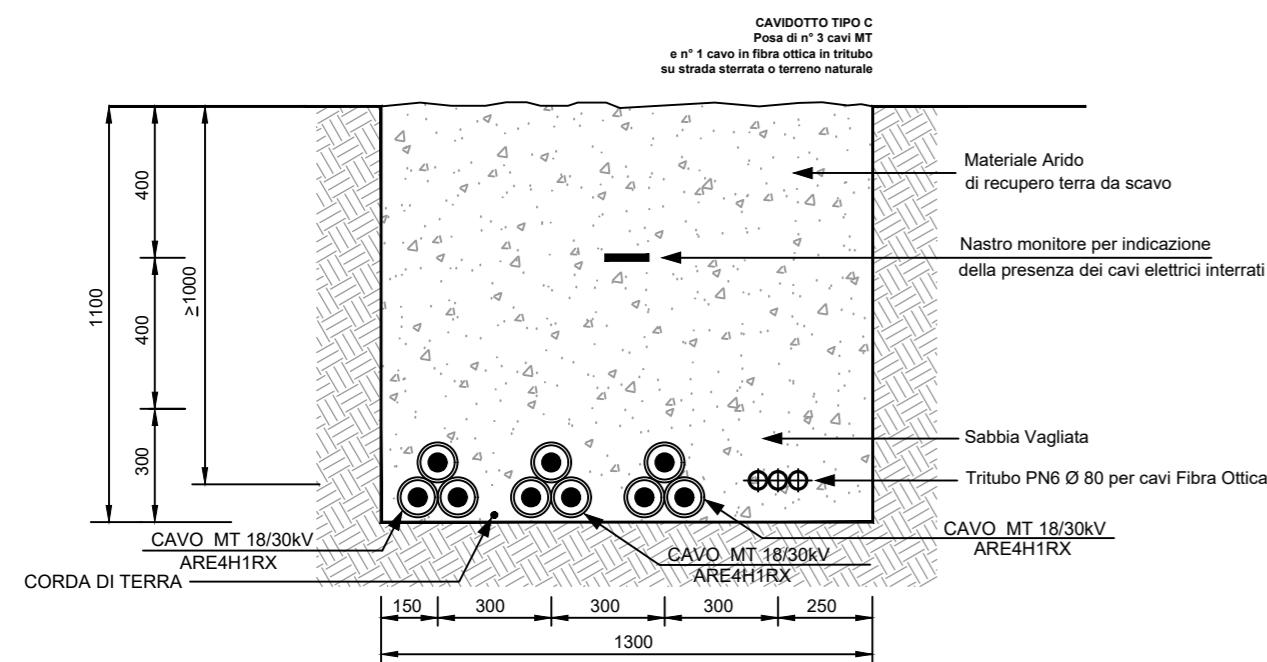 CAVIDOTTO TIPO C
Posa di n° 3 cavi MT
e n° 1 cavo in fibra ottica in tritubo
su strada sterrata o terreno naturale
Materiale Arido
di recupero terra da scavo
Nastro monitore per indicazione
della presenza dei cavi elettrici interrati
Sabbia Vagliata
Tritubo PN6 Ø 80 per cavi Fibra Ottica
1100
400
400
300
≥1000
CAVO MT 18/30kV
ARE4H1RX
CAVO MT 18/30kV
ARE4H1RX
CAVO MT 18/30kV
ARE4H1RX
CORDA DI TERRA
150
300
300
300
250
1300